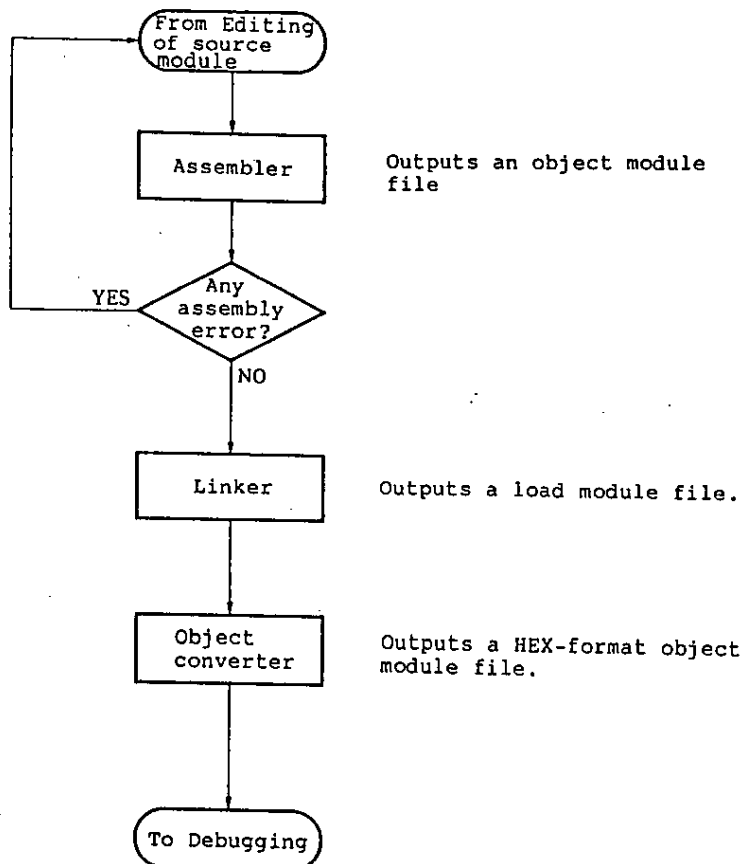 From Editing
of source
module
Assembler
Outputs an object module
file
Any
assembly
error?
YES
NO
Linker
Outputs a load module file.
Object
converter
Outputs a HEX-format object
module file.
To Debugging